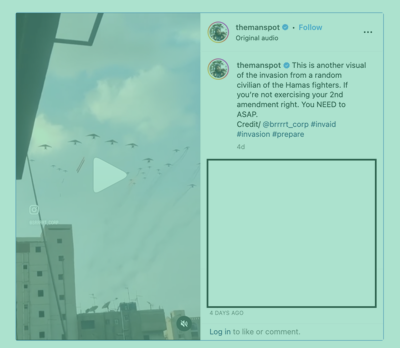 themanspot • Follow
Original audio
themanspot This is another visual
of the invasion from a random
civilian of the Hamas fighters. If
you're not exercising your 2nd
amendment right. You NEED to
ASAP.
Credit/ @brrrrt_corp #invaid
#invasion #prepare
4d
4 DAYS AGO
Log in to like or comment.